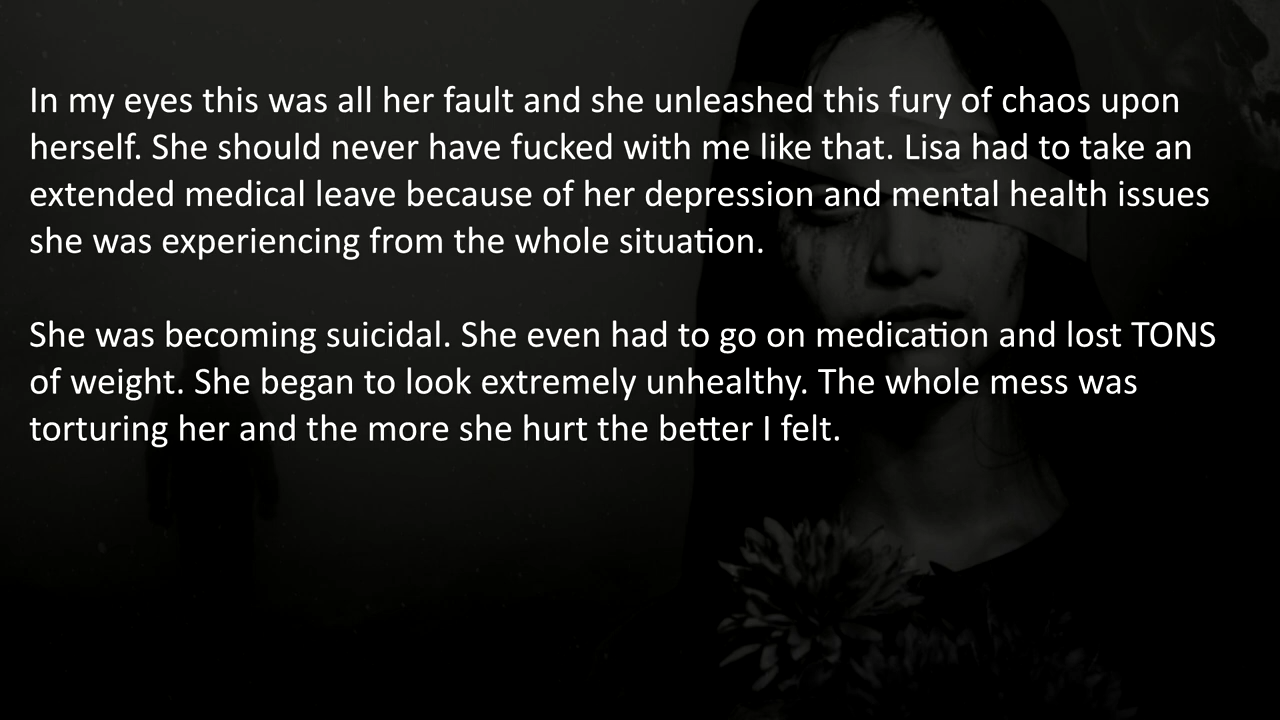 In my eyes this was all her fault and she unleashed this fury of chaos upon
herself. She should never have fucked with me like that. Lisa had to take an
extended medical leave because of her depression and mental health issues
she was experiencing from the whole situation.
She was becoming suicidal. She even had to go on medication and lost TONS
of weight. She began to look extremely unhealthy. The whole mess was
torturing her and the more she hurt the better I felt.